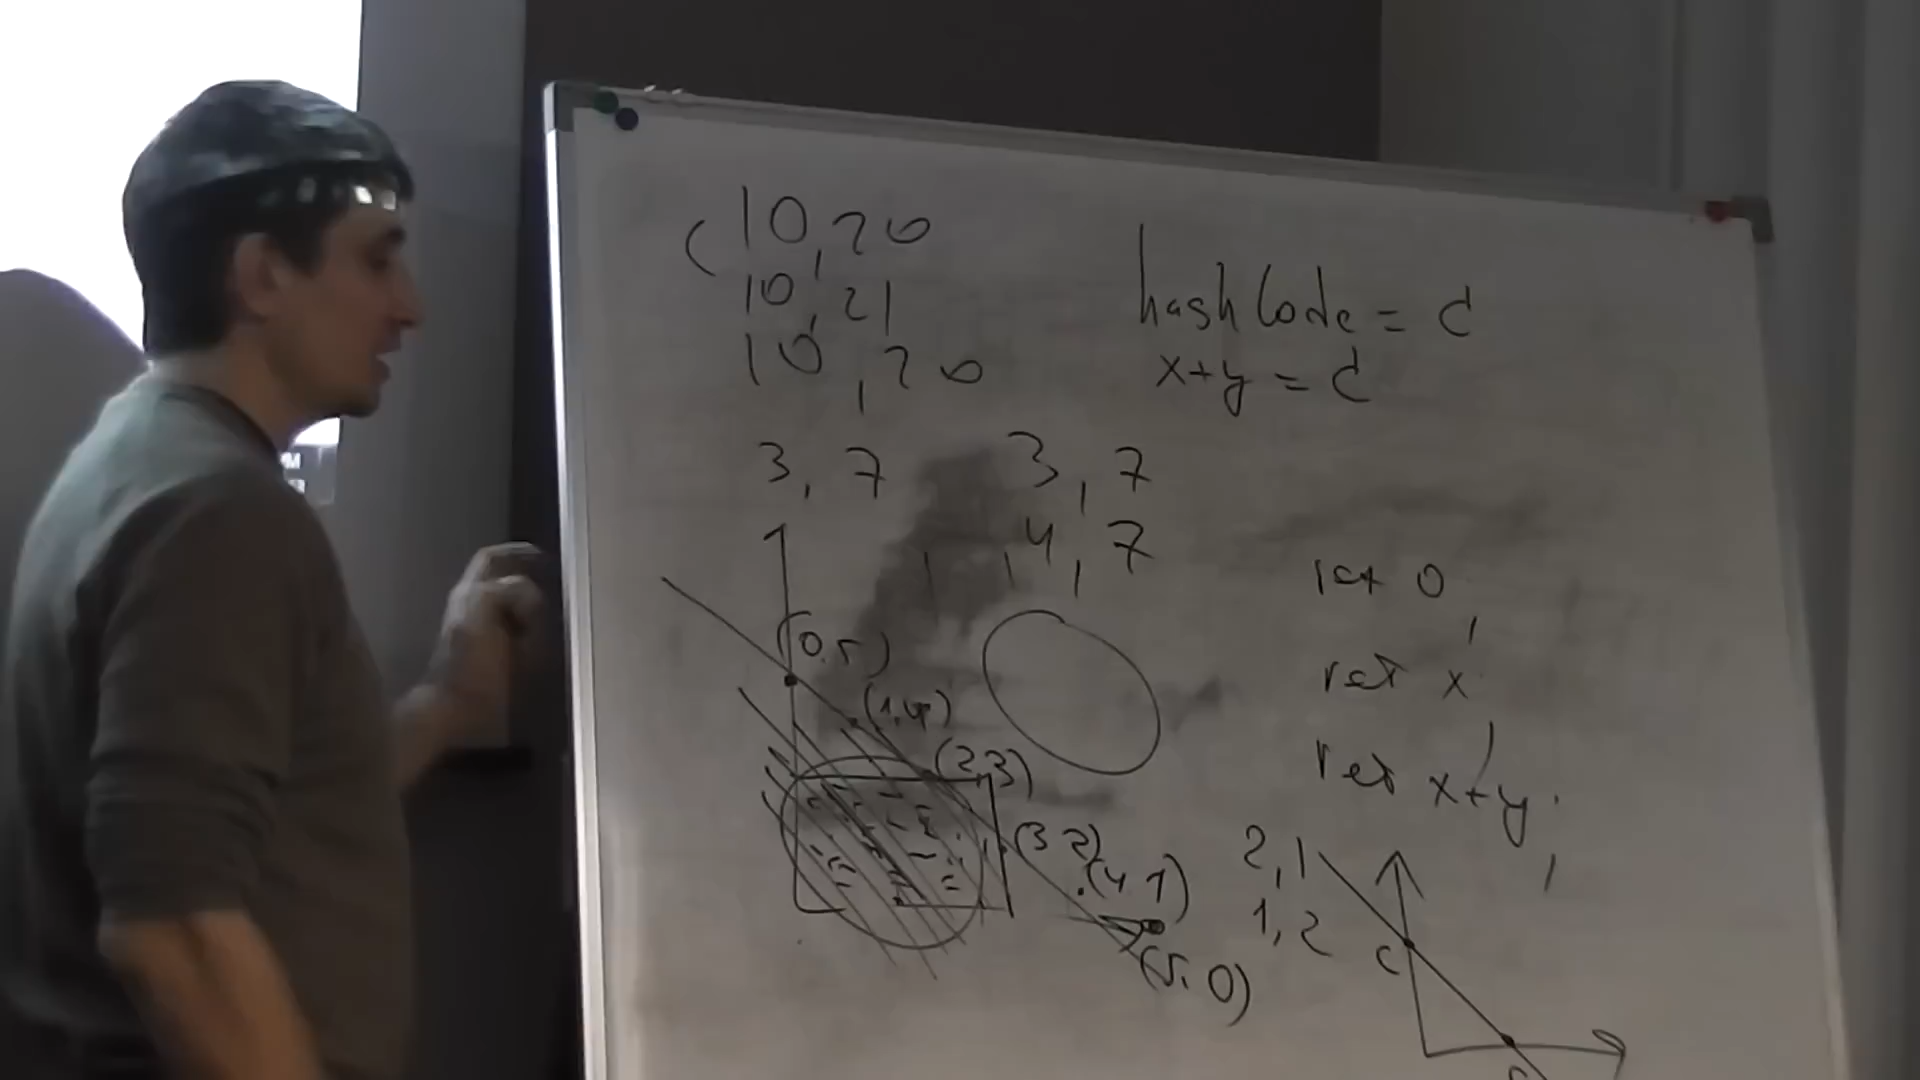 (10,20
10,21
10,20
hashCode = C
x+y = C
3,7
3,7
4,7
ret 0;
ret x;
ret x+y;
(0,5)
(1,4)
(2,3)
(3 2)
(4 1)
(5,0)
2,1
1,2
C
C